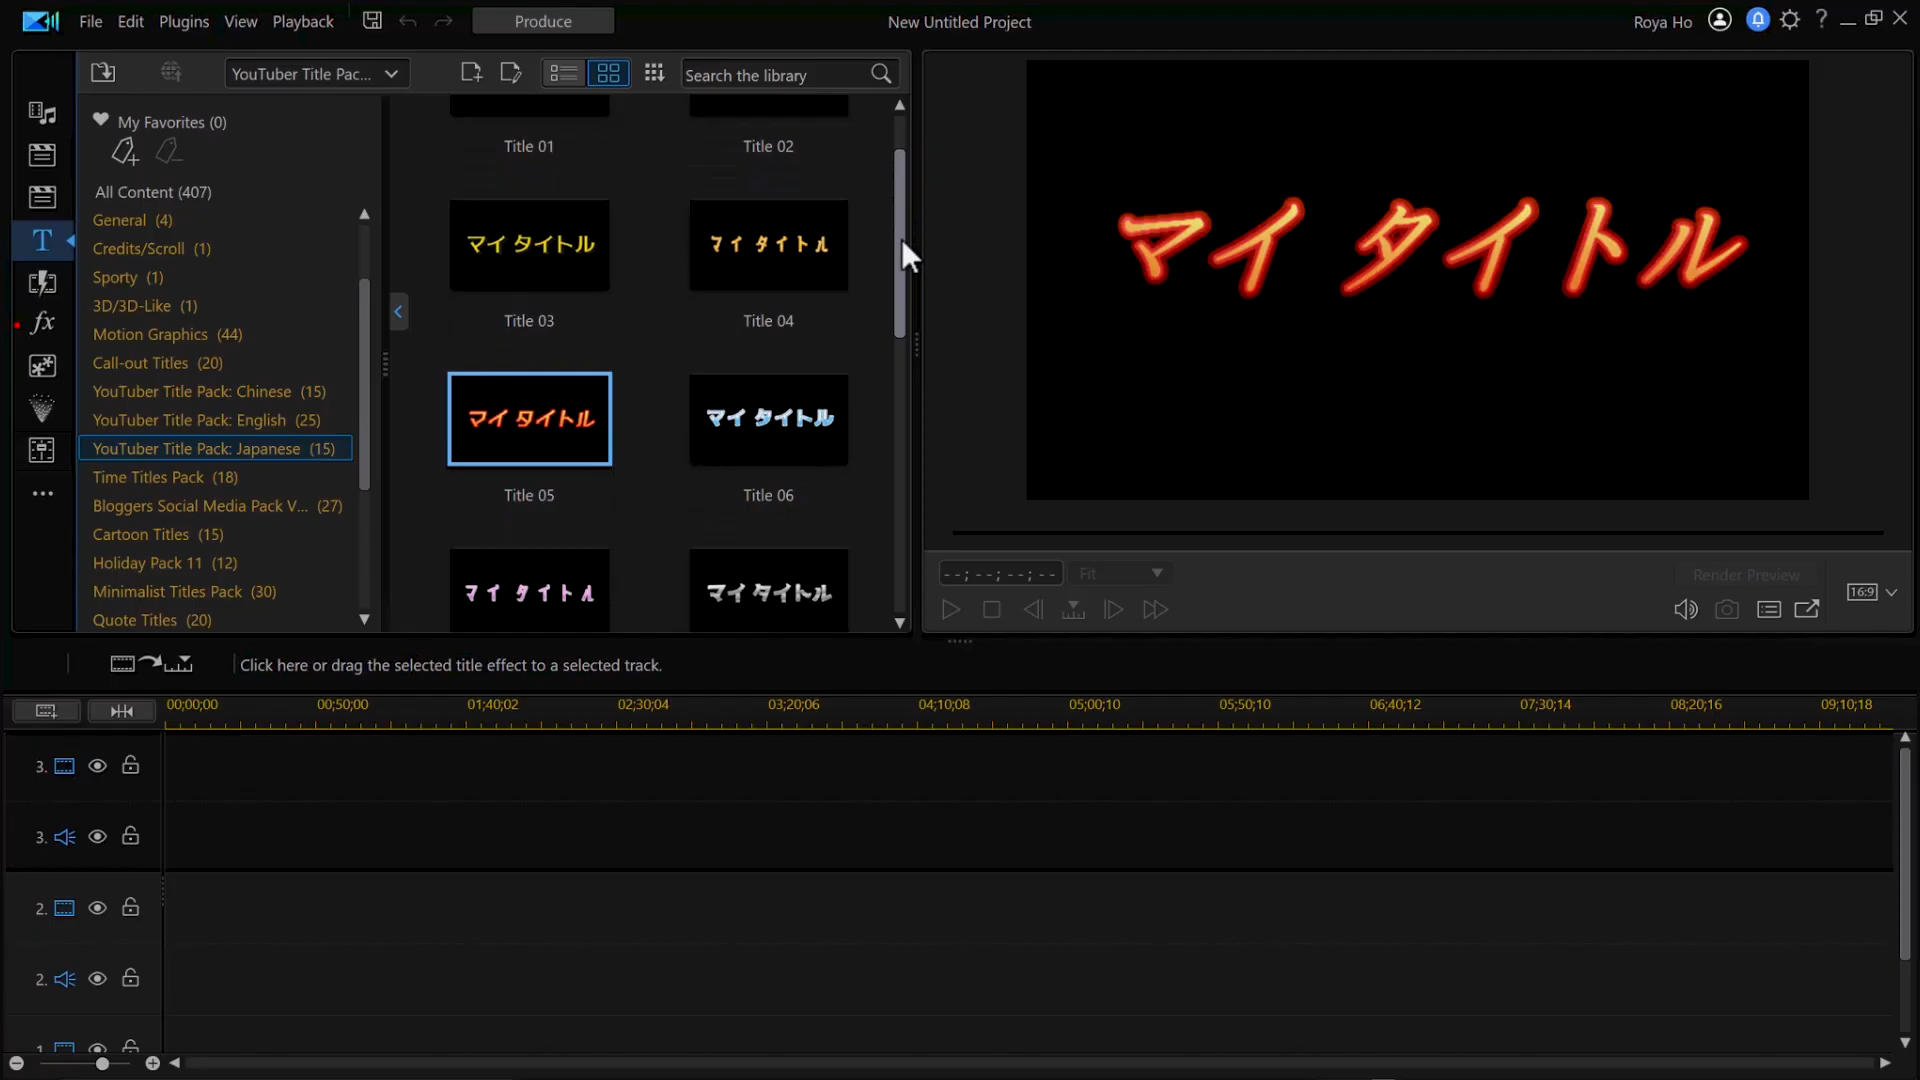 File Edit Plugins View Playback Produce New Untitled Project Roya Ho ?
YouTuber Title Pac... Search the library
My Favorites (0)
All Content (407)
General (4)
Credits/Scroll (1)
Sporty (1)
3D/3D-Like (1)
Motion Graphics (44)
Call-out Titles (20)
YouTuber Title Pack: Chinese (15)
YouTuber Title Pack: English (25)
YouTuber Title Pack: Japanese (15)
Time Titles Pack (18)
Bloggers Social Media Pack V... (27)
Cartoon Titles (15)
Holiday Pack 11 (12)
Minimalist Titles Pack (30)
Quote Titles (20)
T
fx
Title 01 Title 02
マイ タイトル マイ タイトル
Title 03 Title 04
マイ タイトル マイ タイトル
Title 05 Title 06
マイ タイトル マイ タイトル
マイ タイトル
--;--;--;-- Fit Render Preview
16:9
Click here or drag the selected title effect to a selected track.
00;00;00 00;50;00 01;40;02 02;30;04 03;20;06 04;10;08 05;00;10 05;50;10 06;40;12 07;30;14 08;20;16 09;10;18
3.
3.
2.
2.
1.